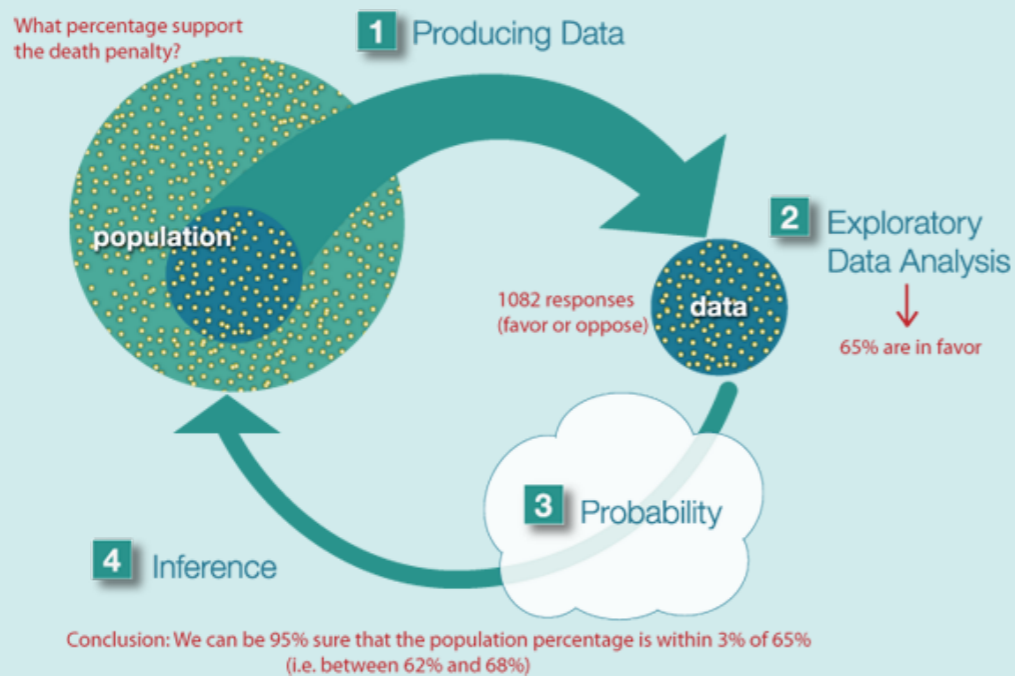 What percentage support
the death penalty?
1 Producing Data
population
2 Exploratory
Data Analysis
65% are in favor
1082 responses
(favor or oppose)
data
3 Probability
4 Inference
Conclusion: We can be 95% sure that the population percentage is within 3% of 65%
(i.e. between 62% and 68%)